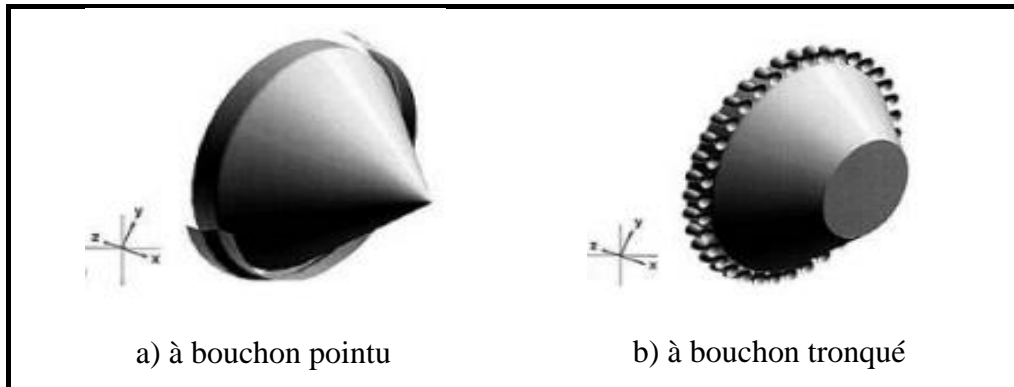 y
z
x
y
z
x
a) à bouchon pointu
b) à bouchon tronqué